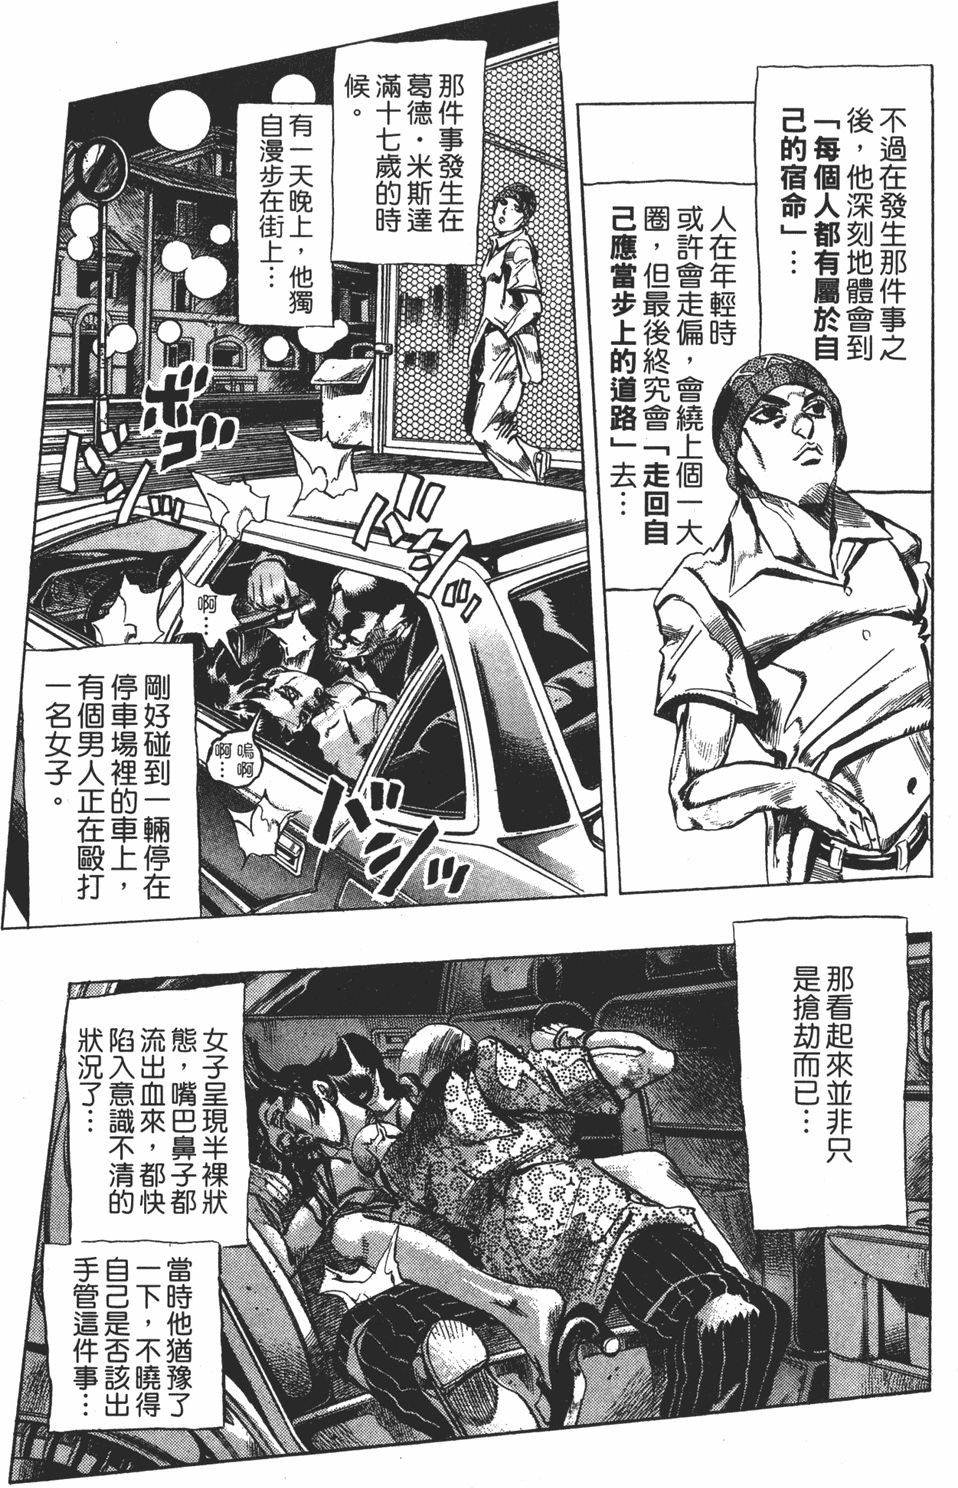 不過在發生那件事之
後，他深刻地體會到
「每個人都有屬於自
己的宿命」…
人在年輕時
或許會走偏，會繞上個一大
圈，但最後終究會「走回自
己應當步上的道路」去…
那件事發生在
葛德・米斯達
滿十七歲的時
候。
有一天晚上，他獨
自漫步在街上…
ボゴ
ギシ
ギシ
ギシ
啊…
嗚啊
啊…
剛好碰到一輛停在
停車場裡的車上，
有個男人正在毆打
一名女子。
那看起來並非只
是搶劫而已…
女子呈現半裸狀
態，嘴巴鼻子都
流出血來，都快
陷入意識不清的
狀況了…
當時他猶豫了
一下，不曉得
自己是否該出
手管這件事…